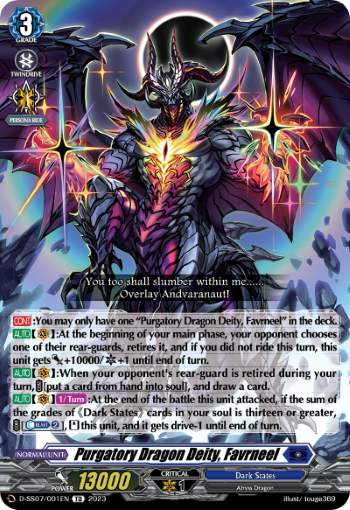 3
GRADE
TWINDRIVE
PERSONA RIDE
You too shall slumber within me......
Overlay Andvaranaut!
CONT:You may only have one "Purgatory Dragon Deity, Favrneel" in the deck.
AUTO:At the beginning of your main phase, your opponent chooses
one of their rear-guards, retires it, and if you did not ride this turn, this
unit gets +10000/ +1 until end of turn.
AUTO:When your opponent's rear-guard is retired during your
turn, [put a card from hand into soul], and draw a card.
AUTO 1/Turn:At the end of the battle this unit attacked, if the sum of
the grades of 《Dark States》 cards in your soul is thirteen or greater,
[C BLAST 2], this unit, and it gets drive-1 until end of turn.
NORMAL UNIT
Purgatory Dragon Deity, Favrneel
POWER 13000
CRITICAL
1
Dark States
Abyss Dragon
D-SS07/001EN 2023
illust/ touge369